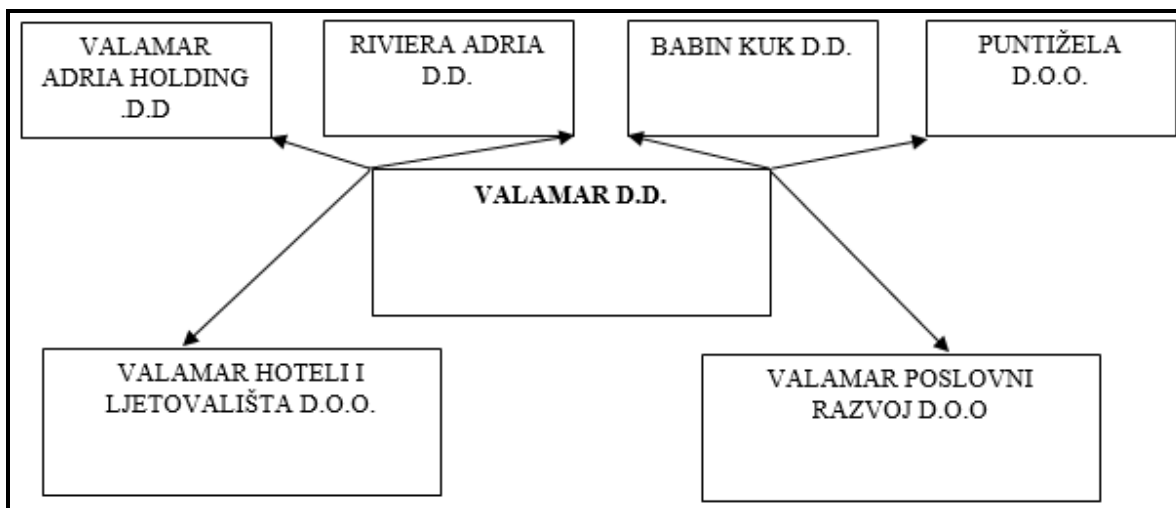 VALAMAR
ADRIA HOLDING
.D.D
RIVIERA ADRIA
D.D.
BABIN KUK D.D.
PUNTIŽELA
D.O.O.
VALAMAR D.D.
VALAMAR HOTELI I
LJETOVALIŠTA D.O.O.
VALAMAR POSLOVNI
RAZVOJ D.O.O